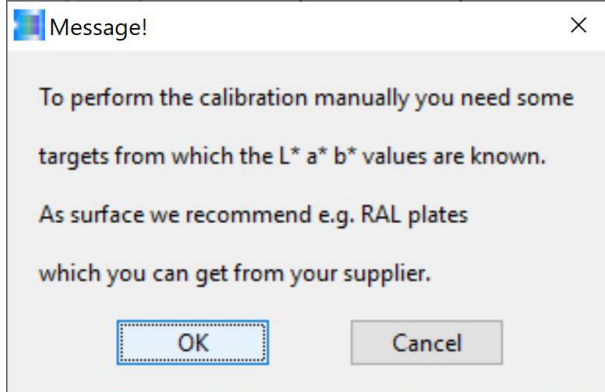 Message!
To perform the calibration manually you need some
targets from which the L* a* b* values are known.
As surface we recommend e.g. RAL plates
which you can get from your supplier.
OK Cancel